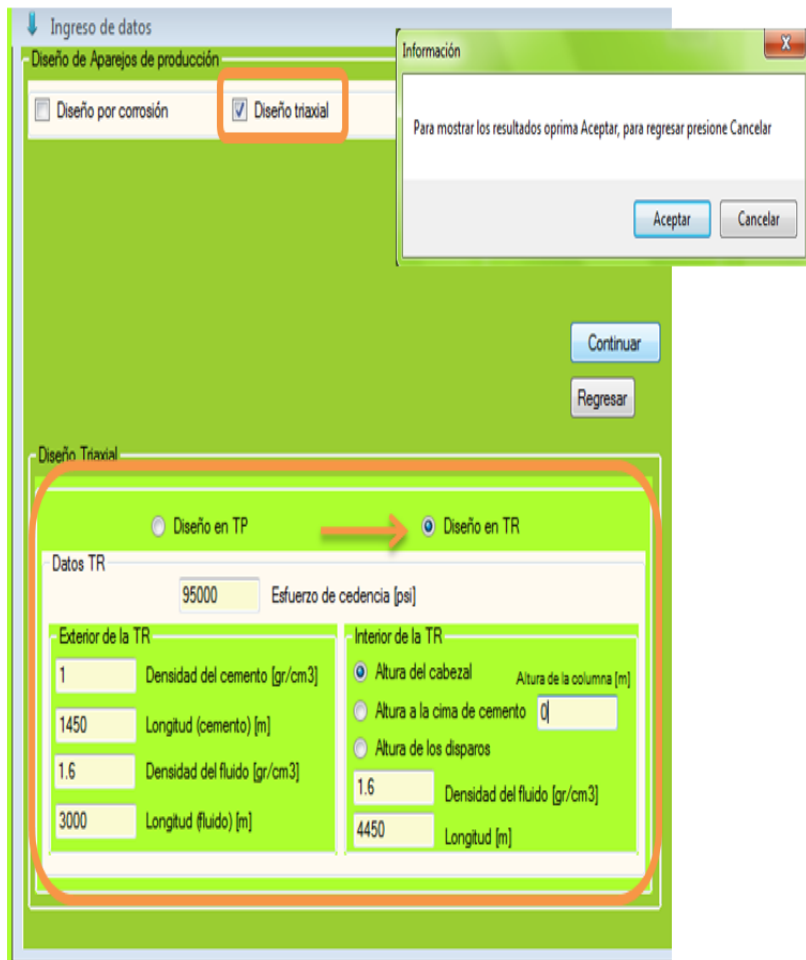 Ingreso de datos
Diseño de Aparejos de producción
Diseño por corrosión
Diseño triaxial
Información
X
Para mostrar los resultados oprima Aceptar, para regresar presione Cancelar
Aceptar
Cancelar
Continuar
Regresar
Diseño Triaxial
Diseño en TP
Diseño en TR
Datos TR
95000 Esfuerzo de cedencia [psi]
Exterior de la TR
1 Densidad del cemento [gr/cm3]
1450 Longitud (cemento) [m]
1.6 Densidad del fluido [gr/cm3]
3000 Longitud (fluido) [m]
Interior de la TR
Altura del cabezal
Altura de la columna [m]
Altura a la cima de cemento 0
Altura de los disparos
1.6 Densidad del fluido [gr/cm3]
4450 Longitud [m]